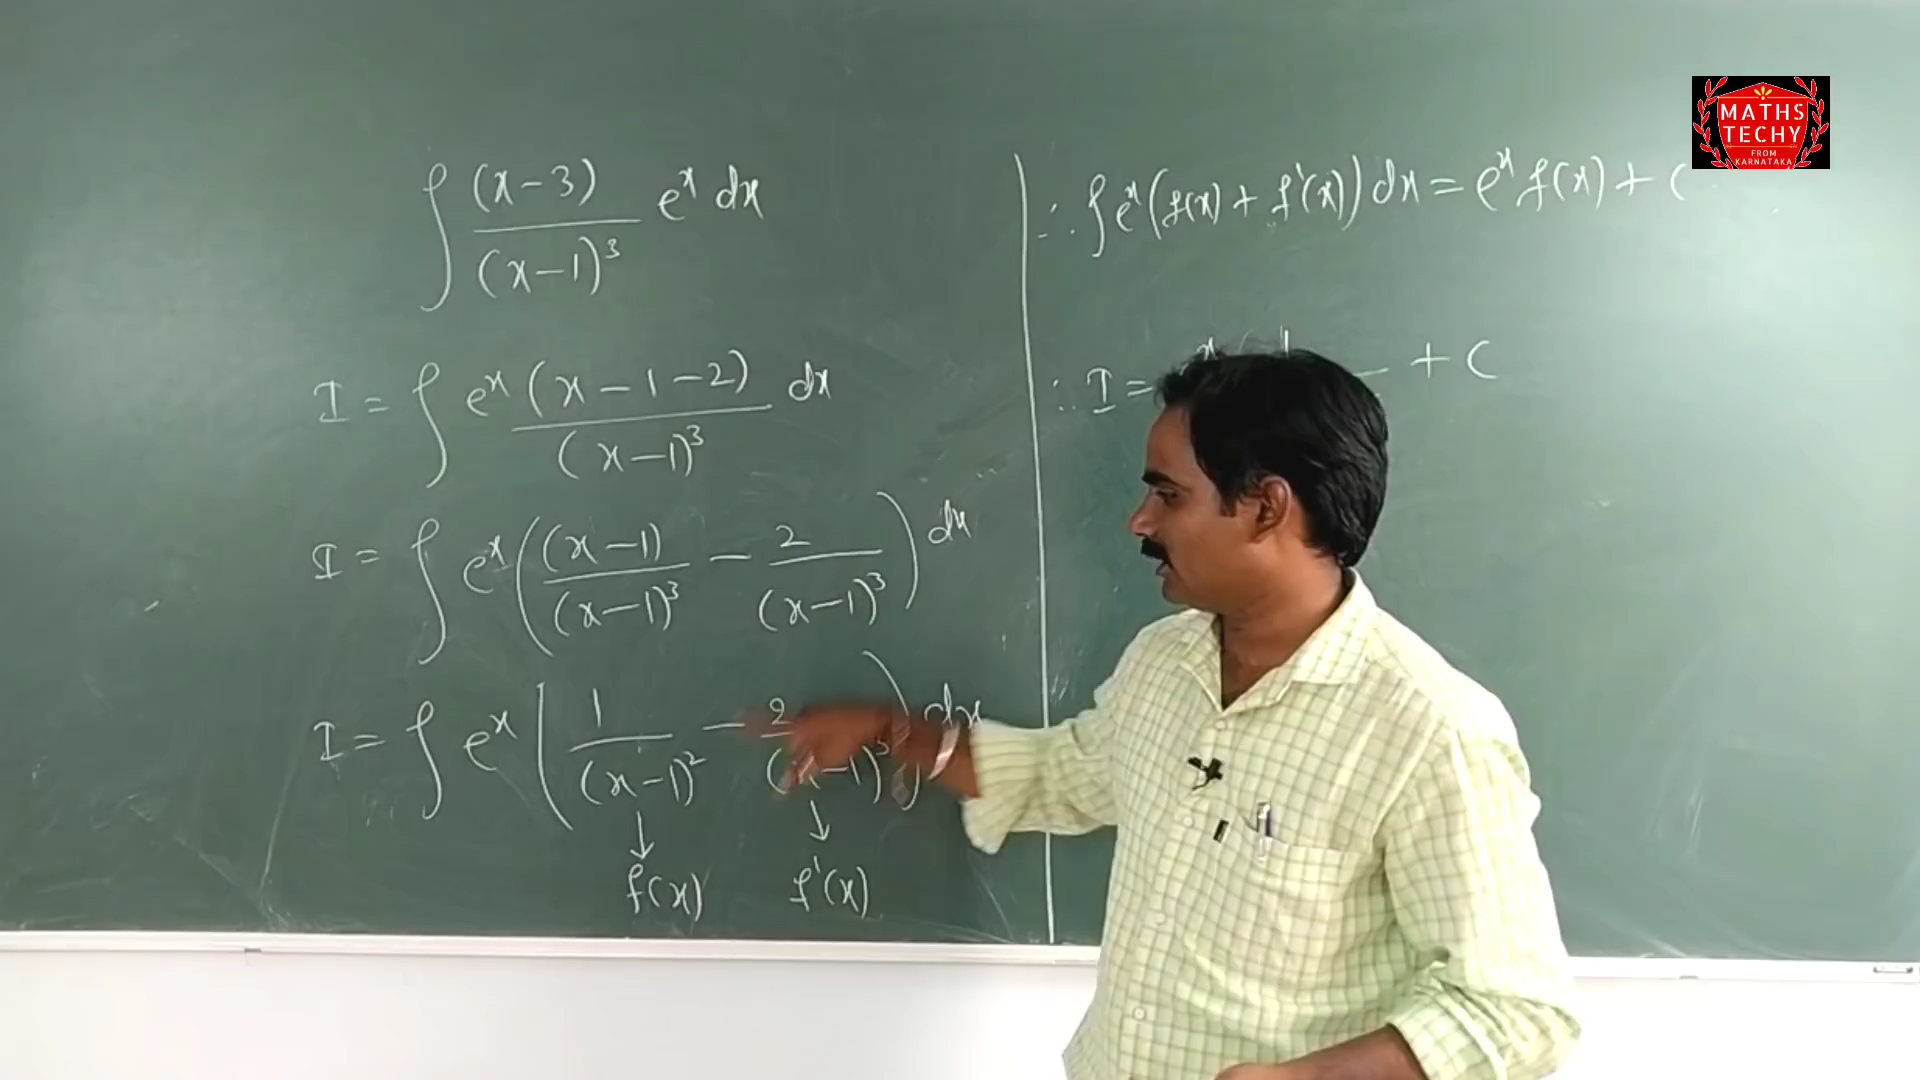 ∫ (x-3)/(x-1)³ eˣ dx
I = ∫ eˣ (x-1-2)/(x-1)³ dx
I = ∫ eˣ ((x-1)/(x-1)³ - 2/(x-1)³) dx
I = ∫ eˣ (1/(x-1)² - 2/(x-1)³) dx
↓ ↓
f(x) f'(x)
∴ ∫ eˣ (f(x) + f'(x)) dx = eˣ f(x) + C
∴ I = + C
MATHS
TECHY
FROM
KARNATAKA